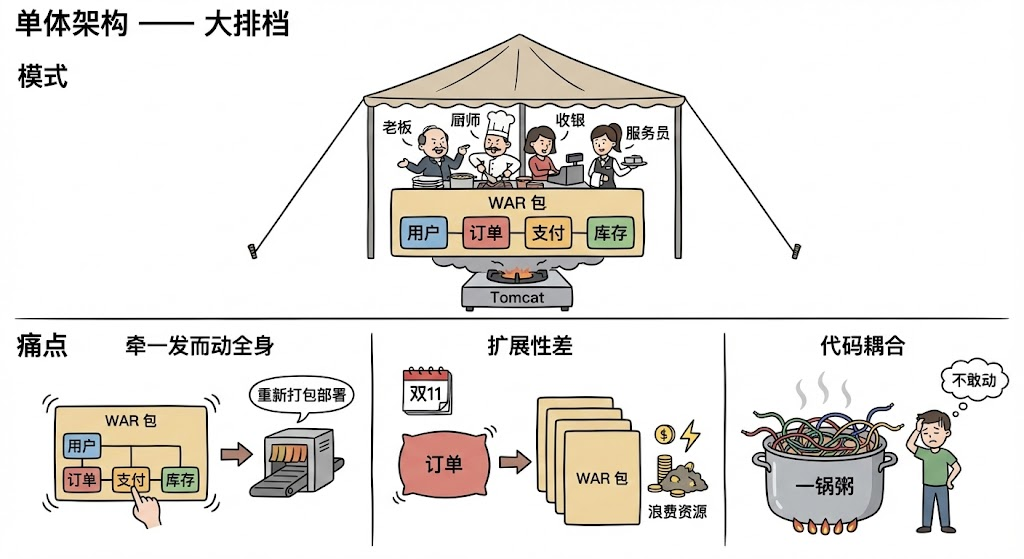 单体架构 —— 大排档
模式
老板
厨师
收银
服务员
WAR 包
用户
订单
支付
库存
Tomcat
痛点
牵一发而动全身
WAR 包
用户
订单
支付
库存
重新打包部署
扩展性差
双11
订单
WAR 包
$
浪费资源
代码耦合
不敢动
一锅粥